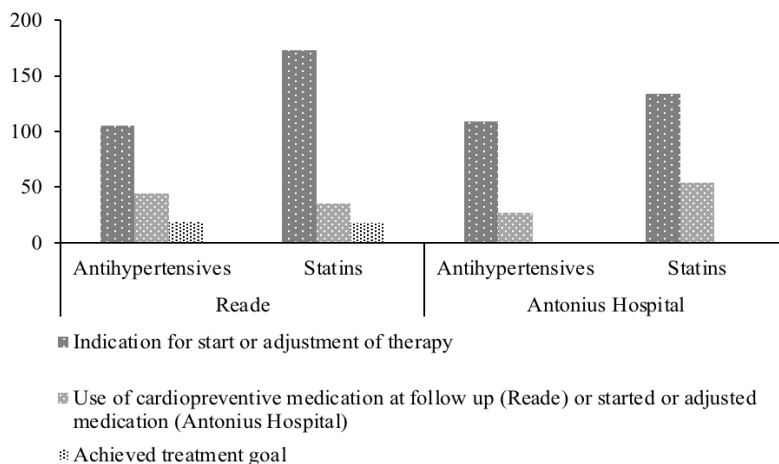 200
150
100
50
0
Antihypertensives Statins Antihypertensives Statins
Reade Antonius Hospital
Indication for start or adjustment of therapy
Use of cardiopreventive medication at follow up (Reade) or started or adjusted
medication (Antonius Hospital)
Achieved treatment goal